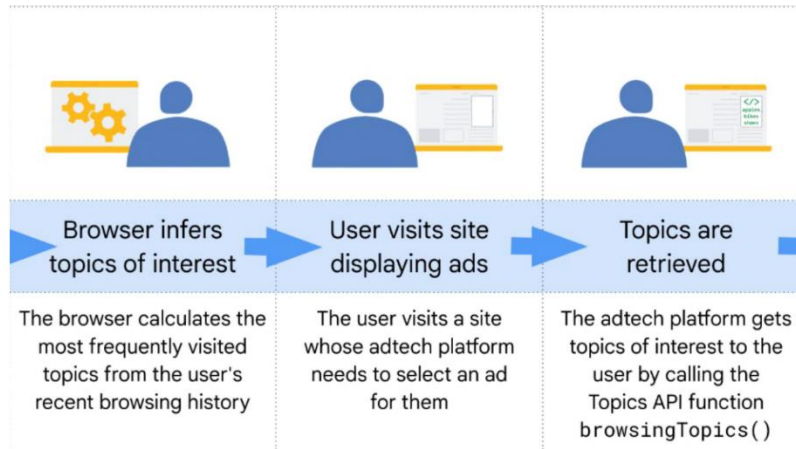 </>
apples
bikes
shoes
Browser infers
topics of interest
User visits site
displaying ads
Topics are
retrieved
The browser calculates the
most frequently visited
topics from the user's
recent browsing history
The user visits a site
whose adtech platform
needs to select an ad
for them
The adtech platform gets
topics of interest to the
user by calling the
Topics API function
browsingTopics()